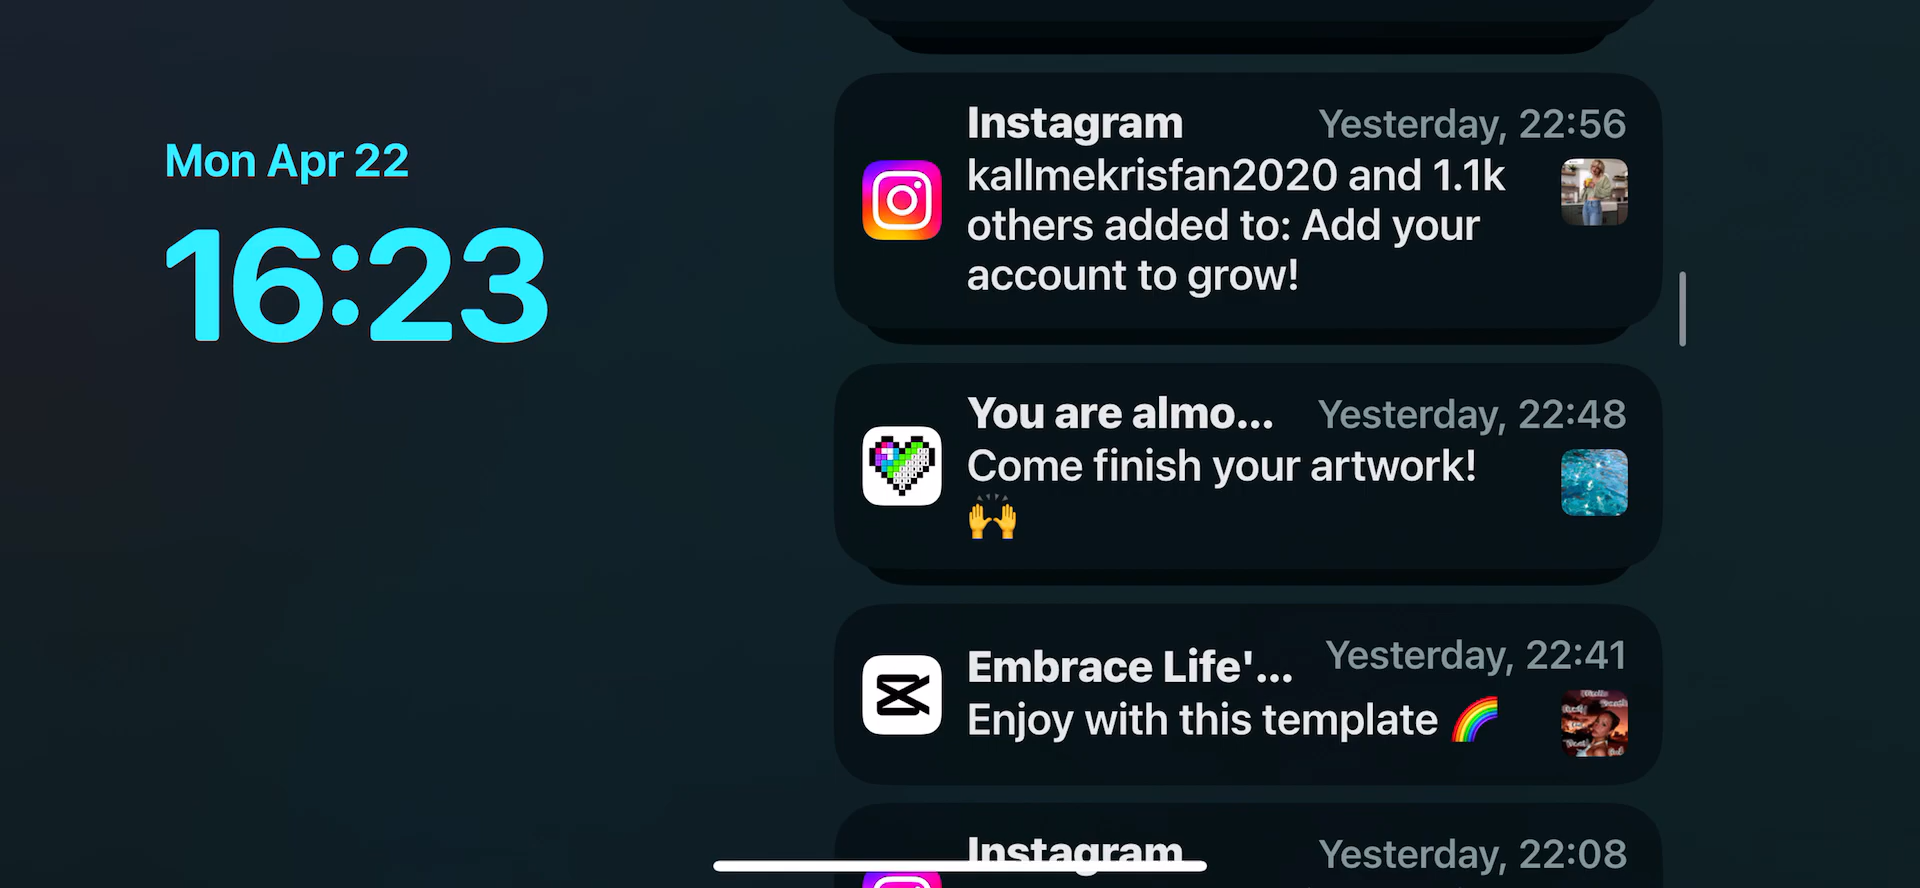 Mon Apr 22
16:23
Instagram
Yesterday, 22:56
kallmekrisfan2020 and 1.1k
others added to: Add your
account to grow!
You are almo...
Yesterday, 22:48
Come finish your artwork!
🙌
Embrace Life'...
Yesterday, 22:41
Enjoy with this template 🌈
Instagram
Yesterday, 22:08